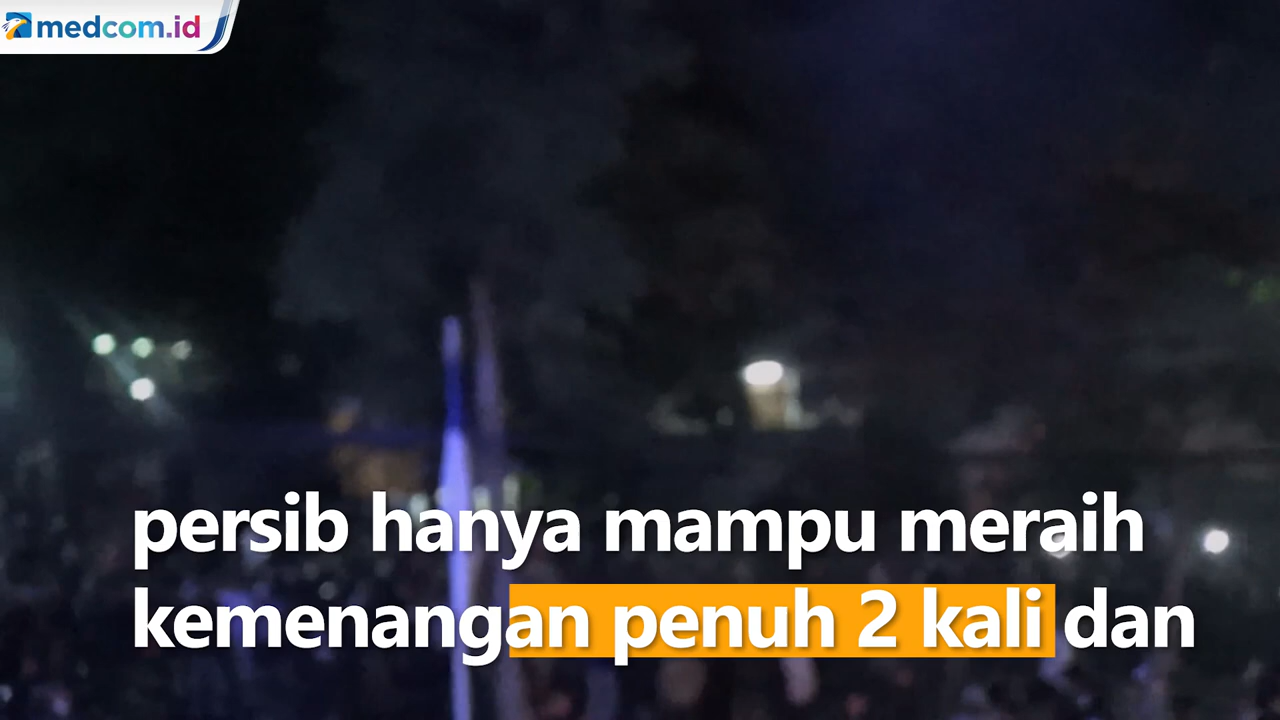 medcom.id
persib hanya mampu meraih
kemenangan penuh 2 kali dan